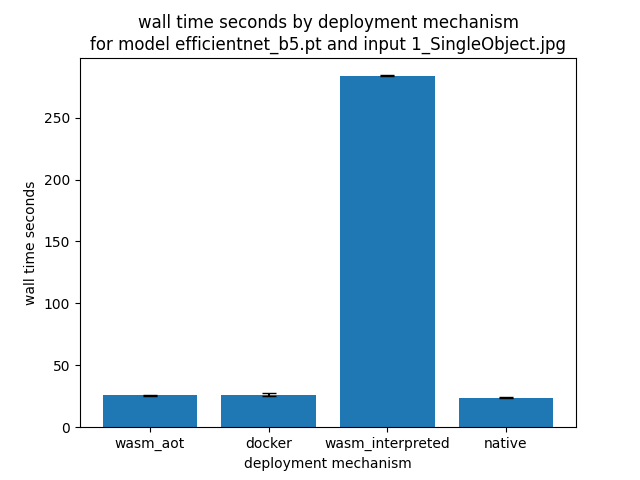 wall time seconds by deployment mechanism
for model efficientnet_b5.pt and input 1_SingleObject.jpg
250
200
150
100
50
0
wall time seconds
wasm_aot docker wasm_interpreted native
deployment mechanism